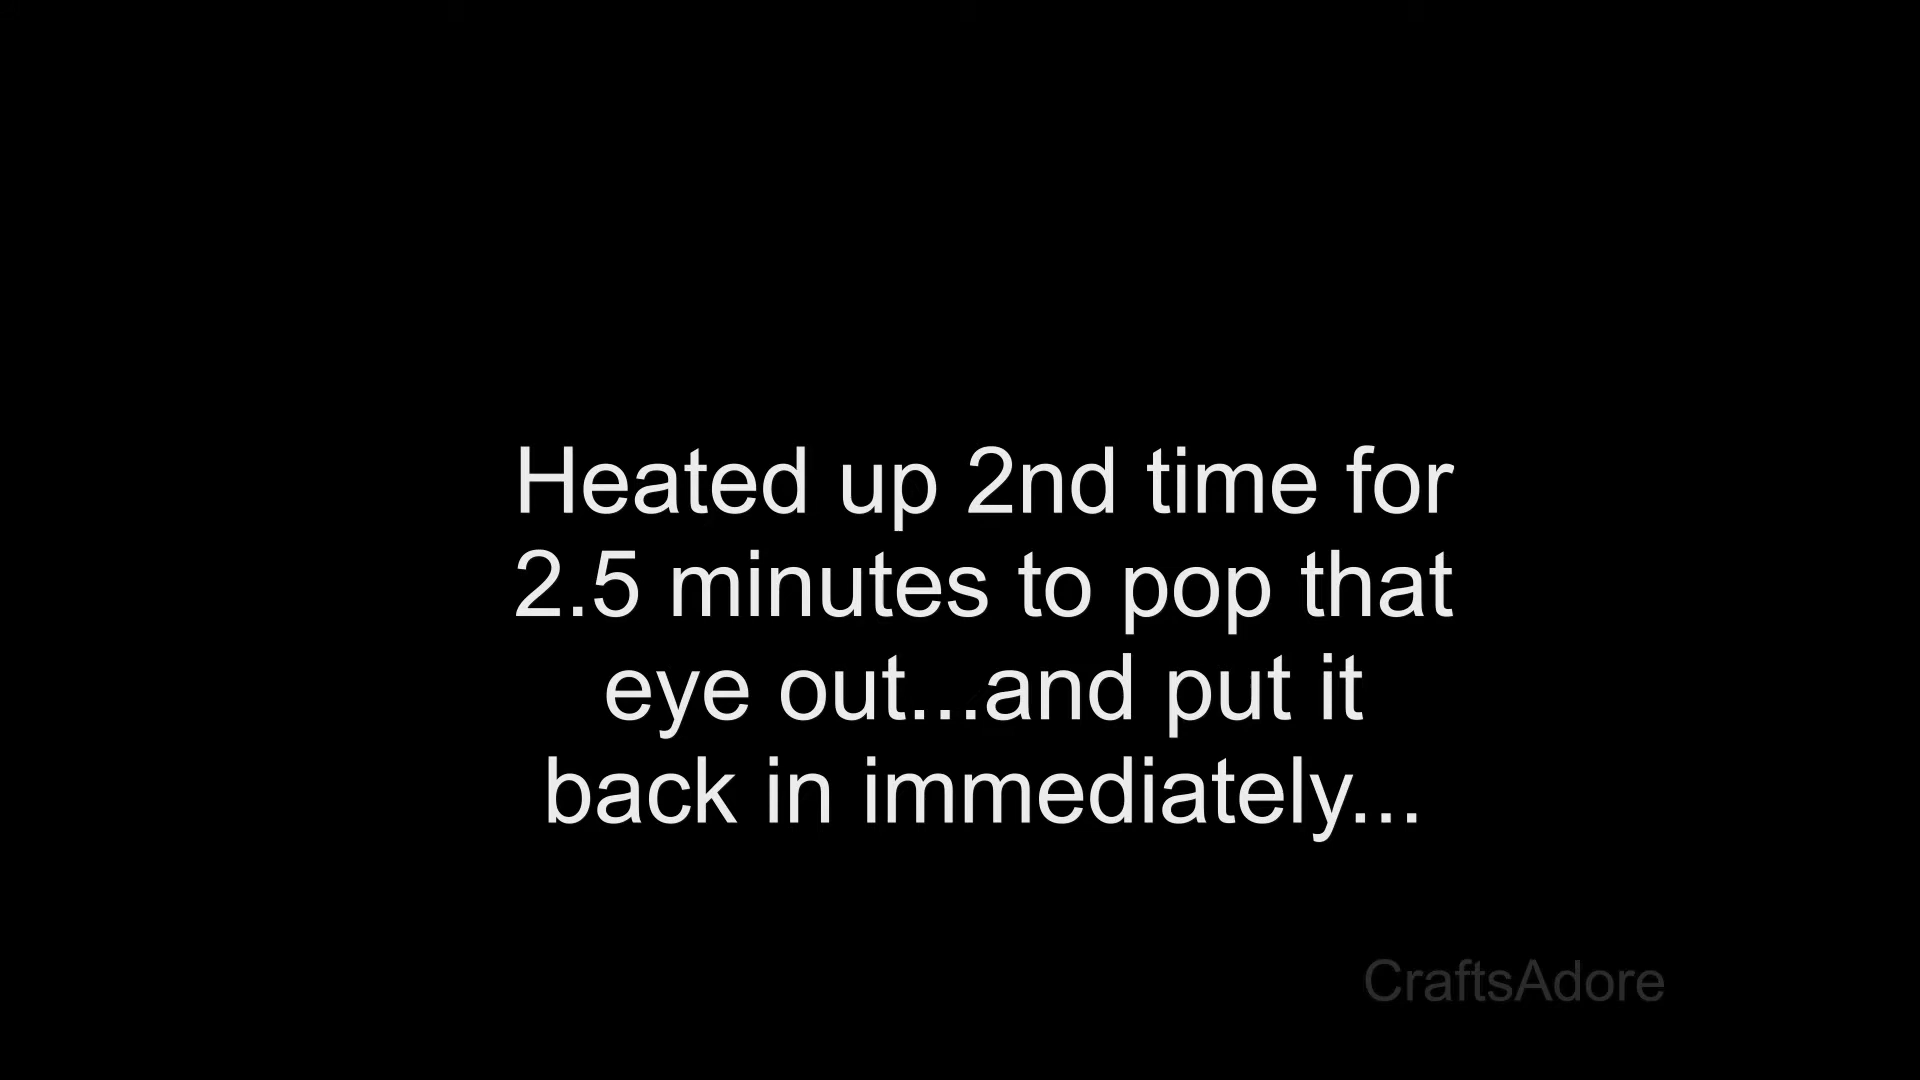 Heated up 2nd time for
2.5 minutes to pop that
eye out...and put it
back in immediately...
CraftsAdore